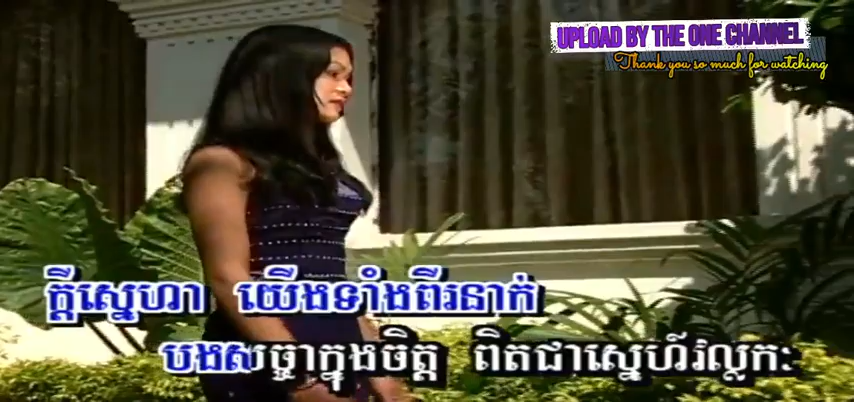 UPLOAD BY THE ONE CHANNEL
Thank you so much for watching
ក្ដីស្នេហា យើងទាំងពីរនាក់
បងសច្ចាក្នុងចិត្ត ពិតជាស្នេហ៍វល្លកៈ